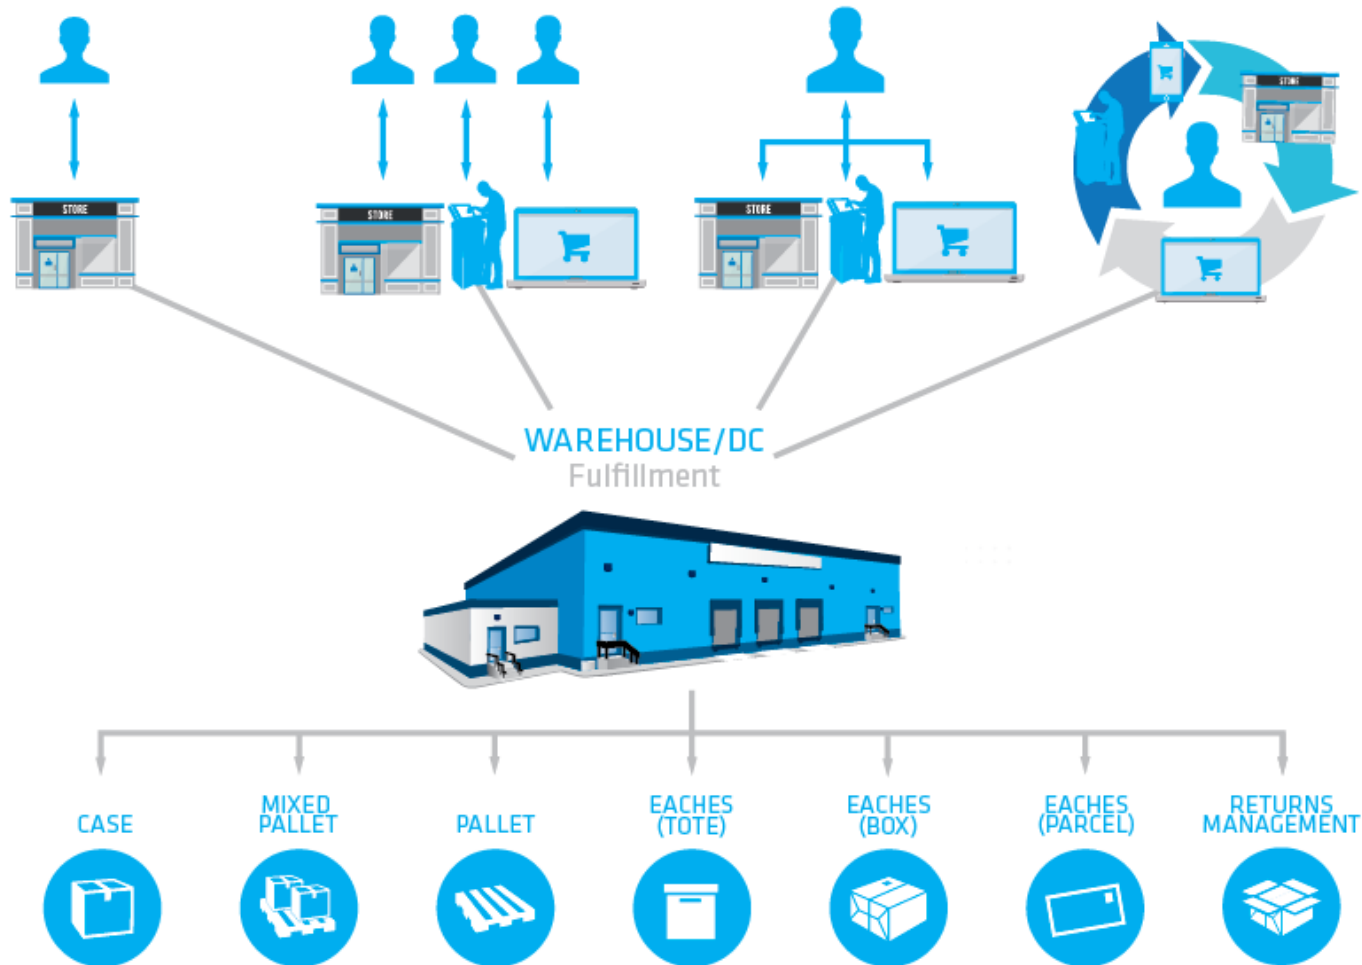 STORE
STORE
STORE
STORE
WAREHOUSE/DC
Fulfillment
CASE
MIXED
PALLET
PALLET
EACHES
(TOTE)
EACHES
(BOX)
EACHES
(PARCEL)
RETURNS
MANAGEMENT